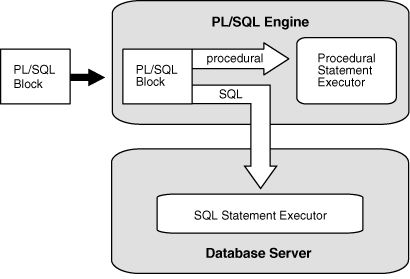 PL/SQL Engine
PL/SQL
Block
PL/SQL
Block
procedural
SQL
Procedural
Statement
Executor
SQL Statement Executor
Database Server